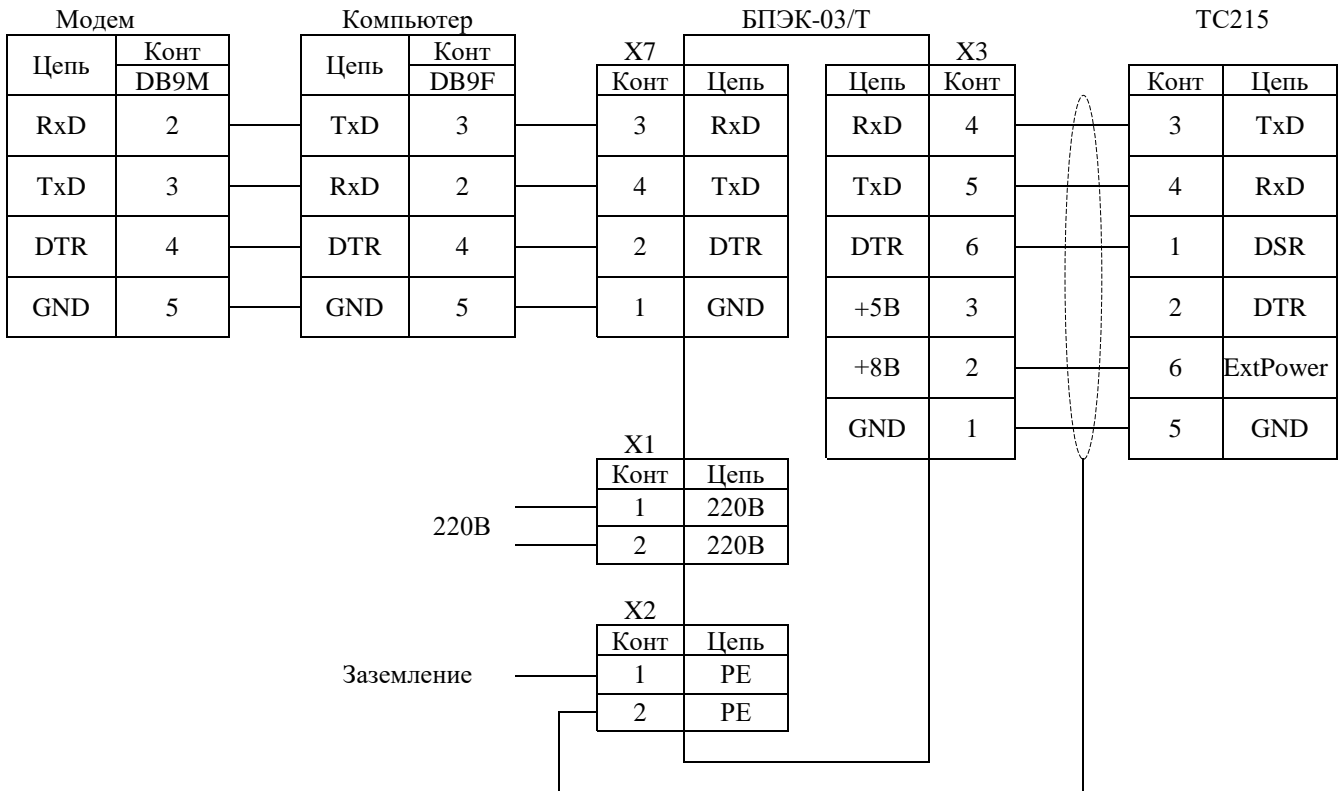 Модем Компьютер БПЭК-03/Т ТС215
Цепь Конт Цепь Конт X7 X3
DB9M DB9F Конт Цепь Цепь Конт Конт Цепь
RxD 2 TxD 3 3 RxD RxD 4 3 TxD
TxD 3 RxD 2 4 TxD TxD 5 4 RxD
DTR 4 DTR 4 2 DTR DTR 6 1 DSR
GND 5 GND 5 1 GND +5В 3 2 DTR
+8В 2 6 ExtPower
GND 1 5 GND
X1
Конт Цепь
220В 1 220В
2 220В
X2
Конт Цепь
Заземление 1 PE
2 PE